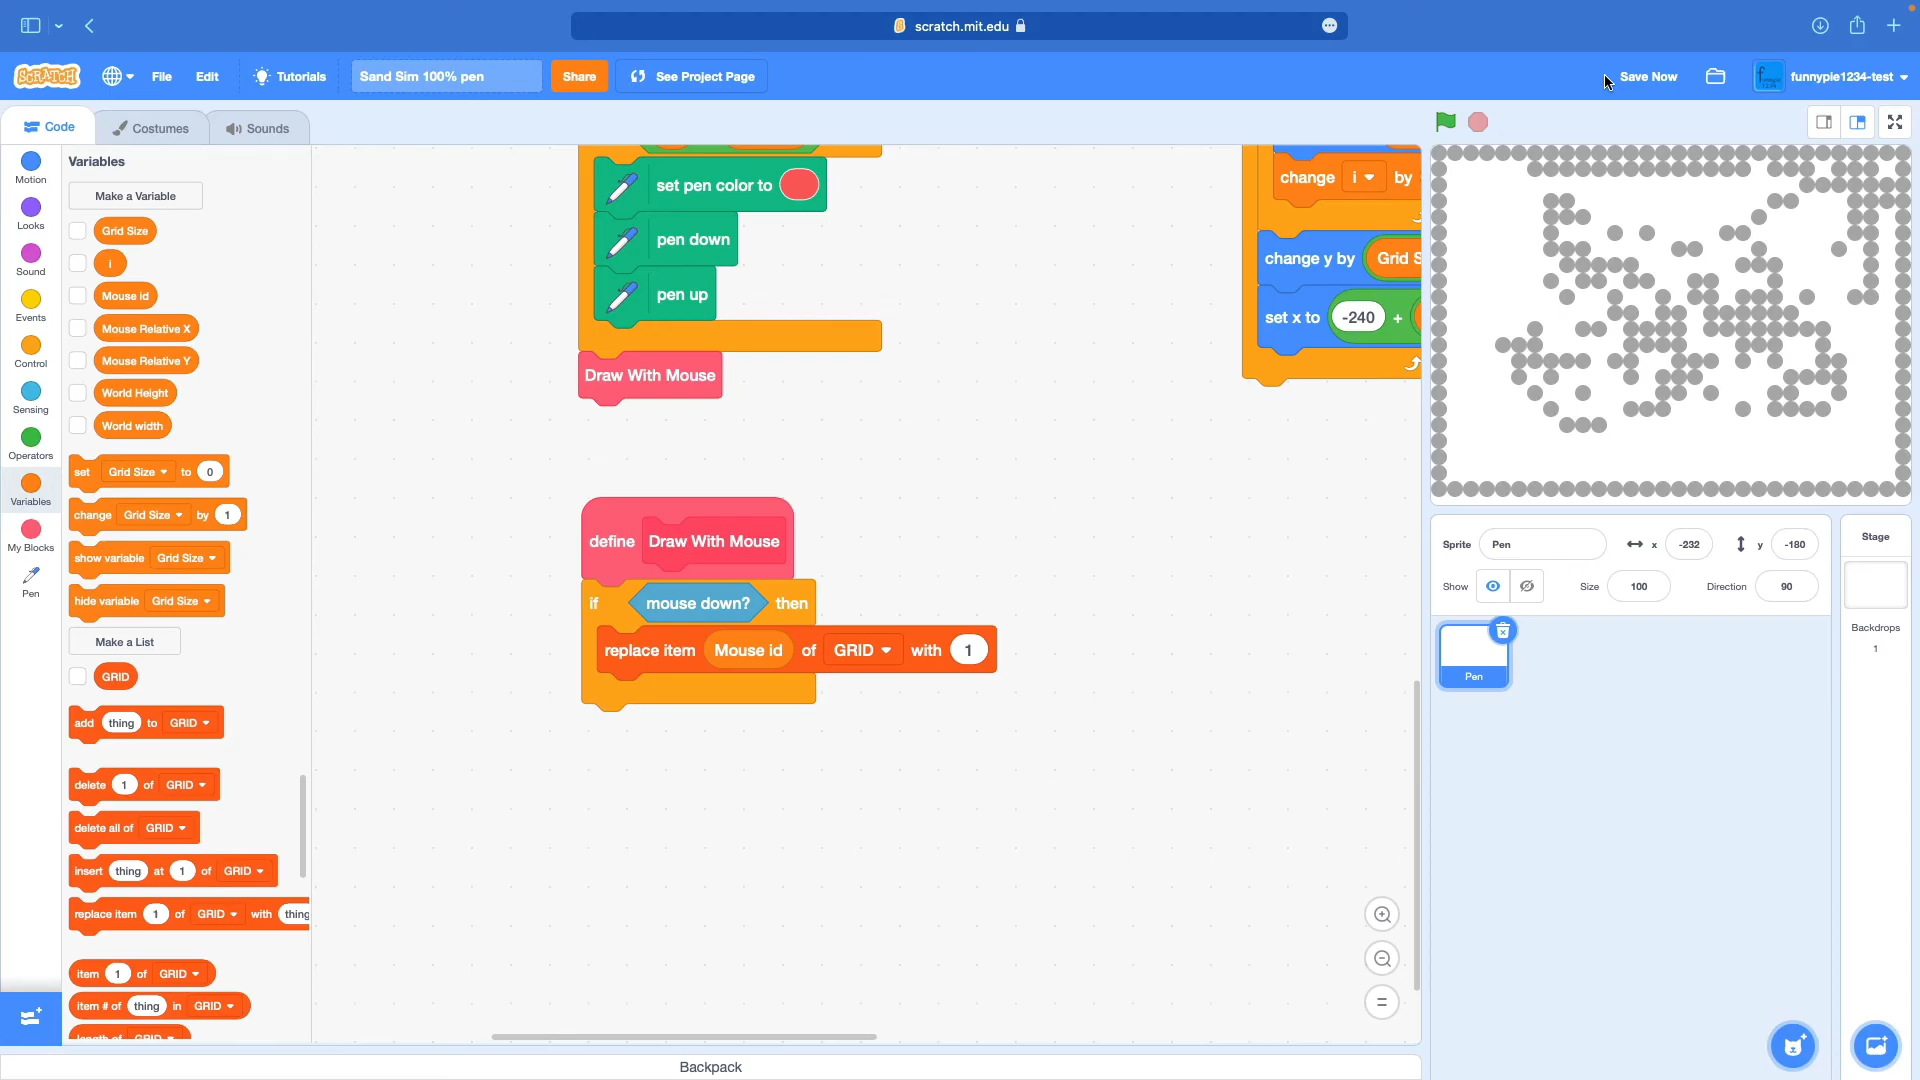 scratch.mit.edu
SCRATCH
File
Edit
Tutorials
Sand Sim 100% pen
Share
See Project Page
Save Now
funnypie1234-test
Code
Costumes
Sounds
Motion
Looks
Sound
Events
Control
Sensing
Operators
Variables
My Blocks
Pen
Variables
Make a Variable
Grid Size
i
Mouse id
Mouse Relative X
Mouse Relative Y
World Height
World width
set Grid Size to 0
change Grid Size by 1
show variable Grid Size
hide variable Grid Size
Make a List
GRID
add thing to GRID
delete 1 of GRID
delete all of GRID
insert thing at 1 of GRID
replace item 1 of GRID with thing
item 1 of GRID
item # of thing in GRID
length of GRID
set pen color to
pen down
pen up
Draw With Mouse
define Draw With Mouse
if mouse down? then
replace item Mouse id of GRID with 1
change i by
change y by Grid S
set x to -240 +
Sprite Pen x -232 y -180
Show Size 100 Direction 90
Pen
Stage
Backdrops
1
Backpack